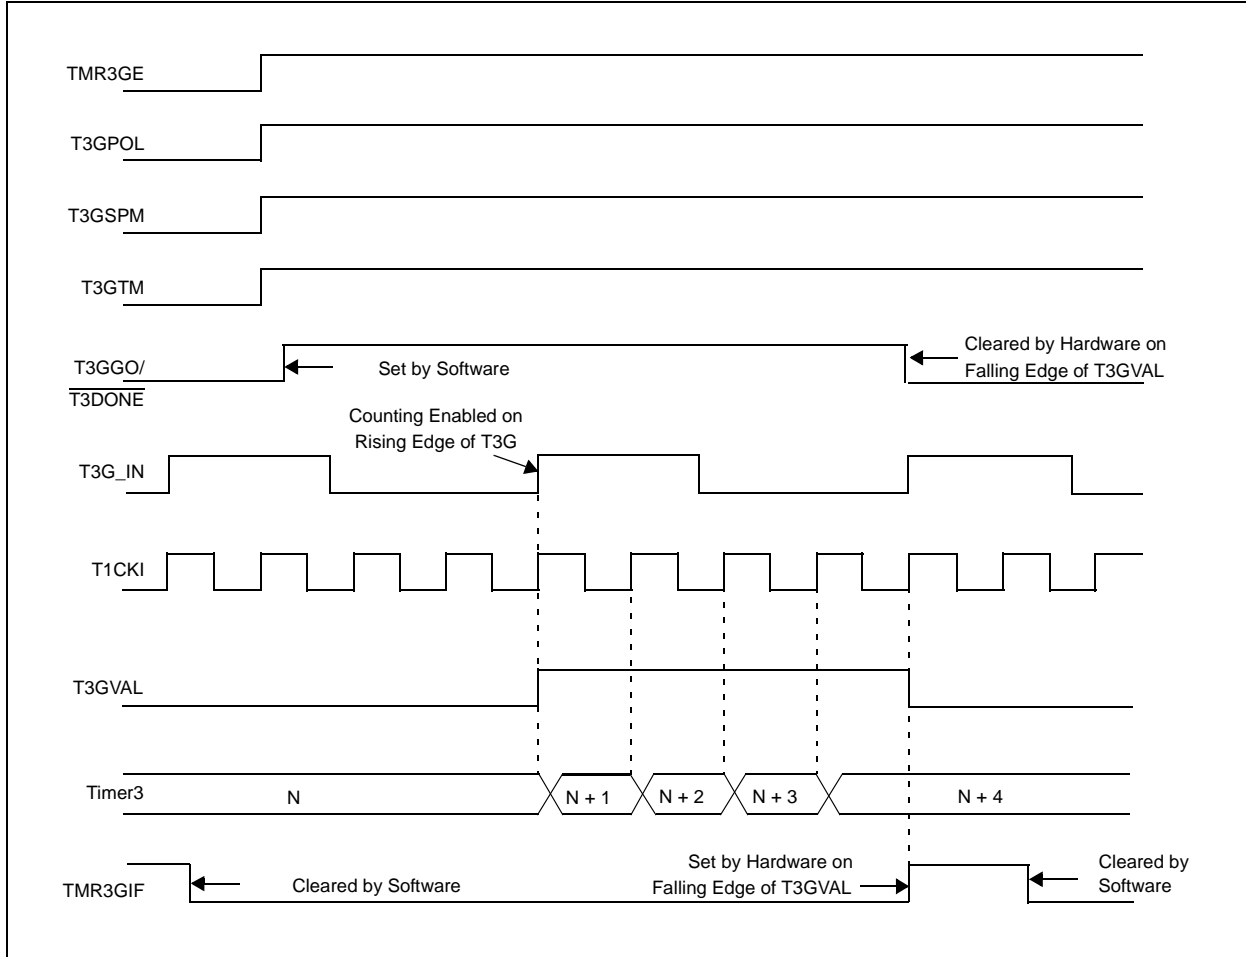 TMR3GE
T3GPOL
T3GSPM
T3GTM
T3GGO/
T3DONE
Set by Software
Cleared by Hardware on
Falling Edge of T3GVAL
Counting Enabled on
Rising Edge of T3G
T3G_IN
T1CKI
T3GVAL
Timer3
N
N + 1
N + 2
N + 3
N + 4
TMR3GIF
Cleared by Software
Set by Hardware on
Falling Edge of T3GVAL
Cleared by
Software